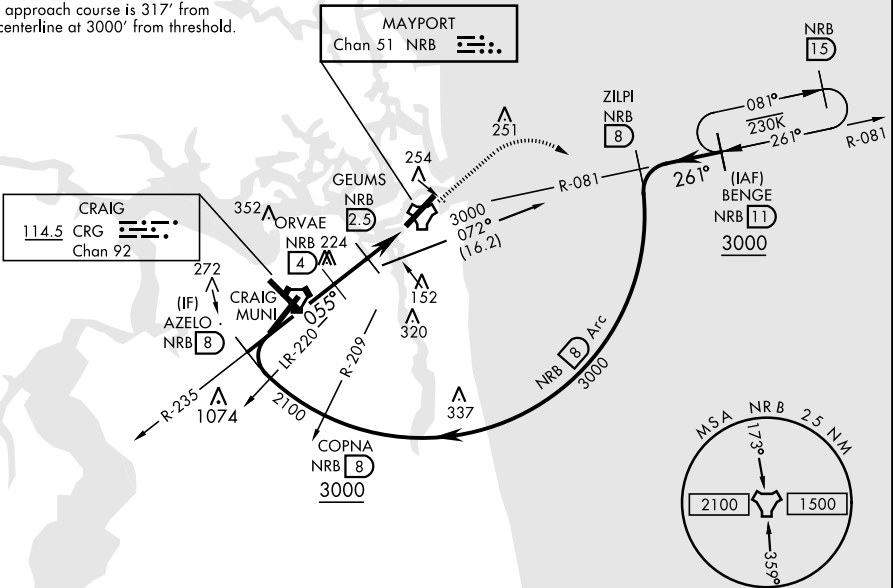 approach course is 317' from
centerline at 3000' from threshold.
MAYPORT
Chan 51 NRB
NRB
15
081°
230K
261°
R-081
ZILPI
NRB
8
251
254
GEUMS
NRB
2.5
3000
R-081
072°
(16.2)
261°
(IAF)
BENGE
NRB 11
3000
CRAIG
114.5 CRG
Chan 92
352
ORVAE
NRB 224
4
272
(IF)
AZELO
NRB 8
CRAIG
MUNI
055°
152
320
LR-220
R-209
R-235
1074
2100
337
NRB 8 Arc
3000
COPNA
NRB 8
3000
MSA NRB 25 NM
173°
2100
1500
359°